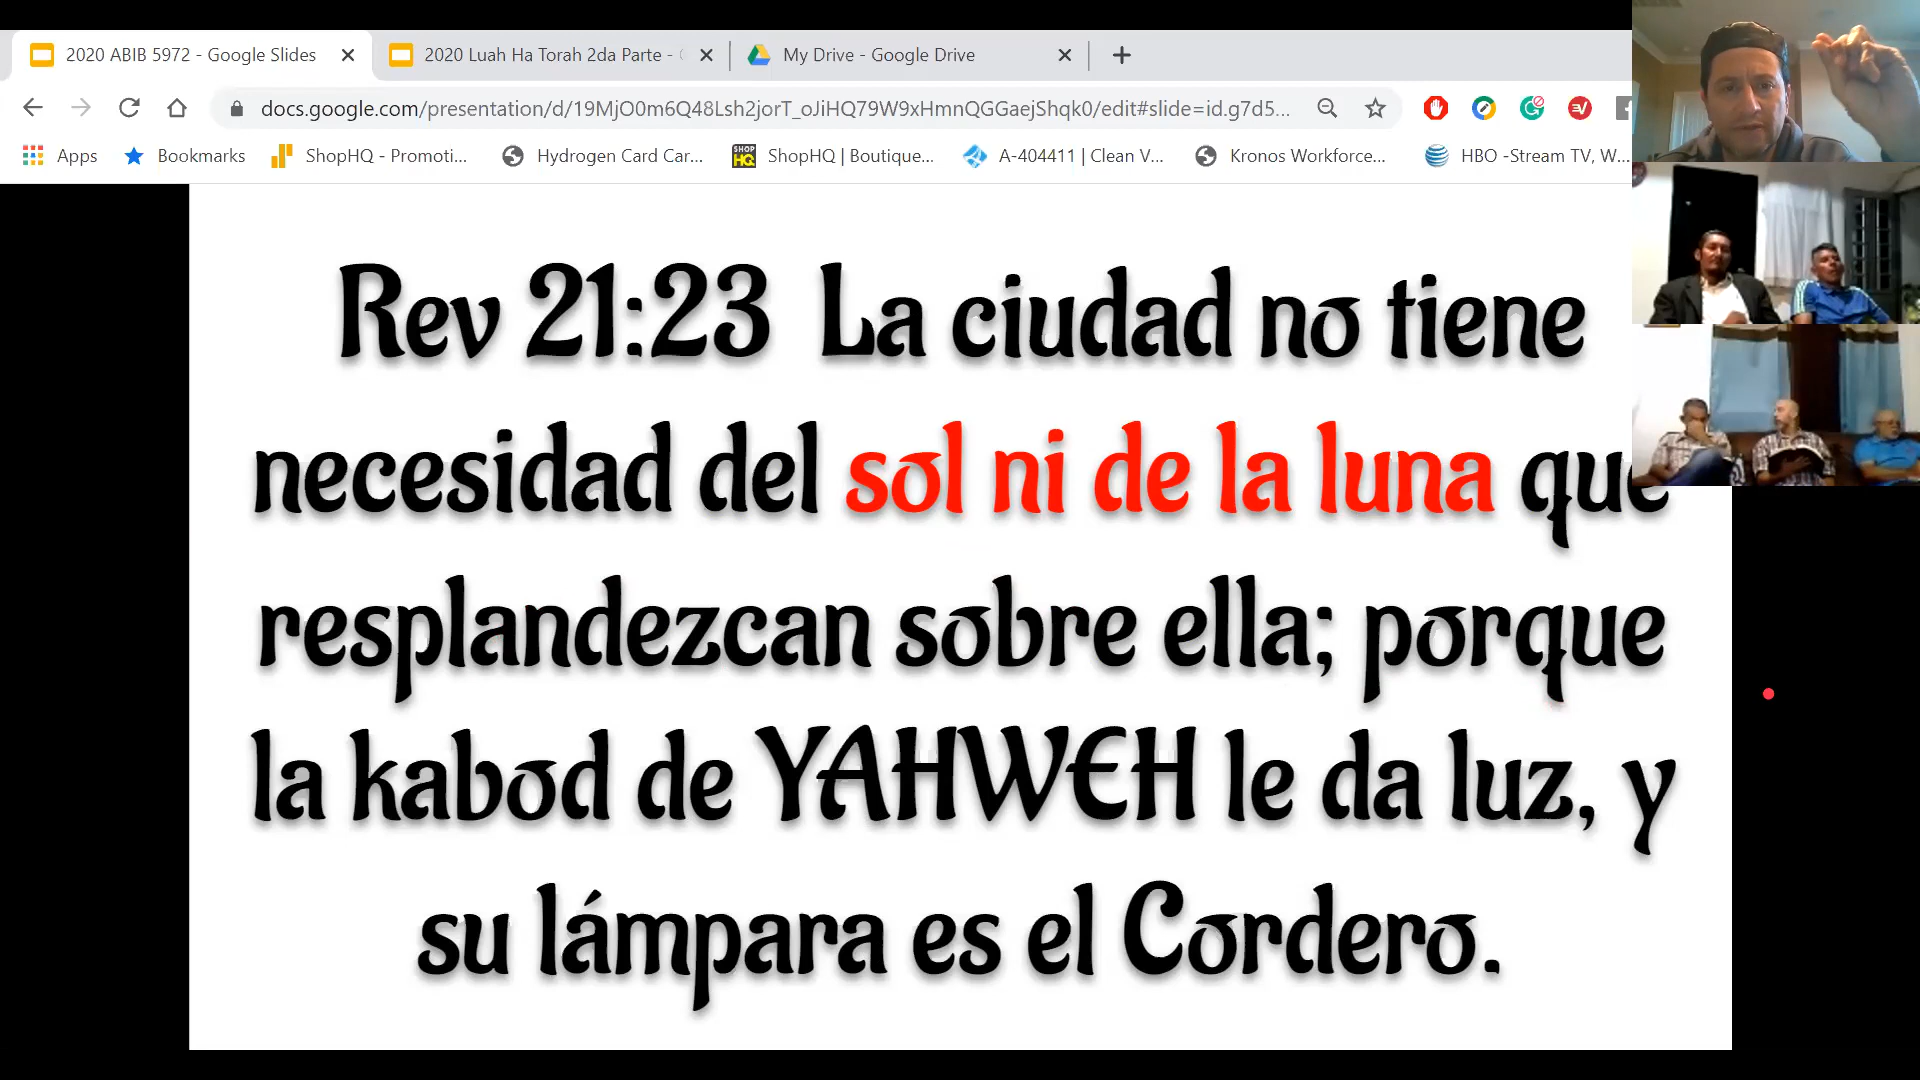 2020 ABIB 5972 - Google Slides
2020 Luah Ha Torah 2da Parte -
My Drive - Google Drive
docs.google.com/presentation/d/19MjO0m6Q48Lsh2jorT_oJiHQ79W9xHmnQGGaejShqk0/edit#slide=id.g7d5...
Apps
Bookmarks
ShopHQ - Promoti...
Hydrogen Card Car...
SHOP HQ
ShopHQ | Boutique...
A-404411 | Clean V...
Kronos Workforce...
HBO -Stream TV, W...
Rev 21:23 La ciudad no tiene
necesidad del sol ni de la luna que
resplandezcan sobre ella; porque
la kabod de YAHWEH le da luz, y
su lámpara es el Cordero.